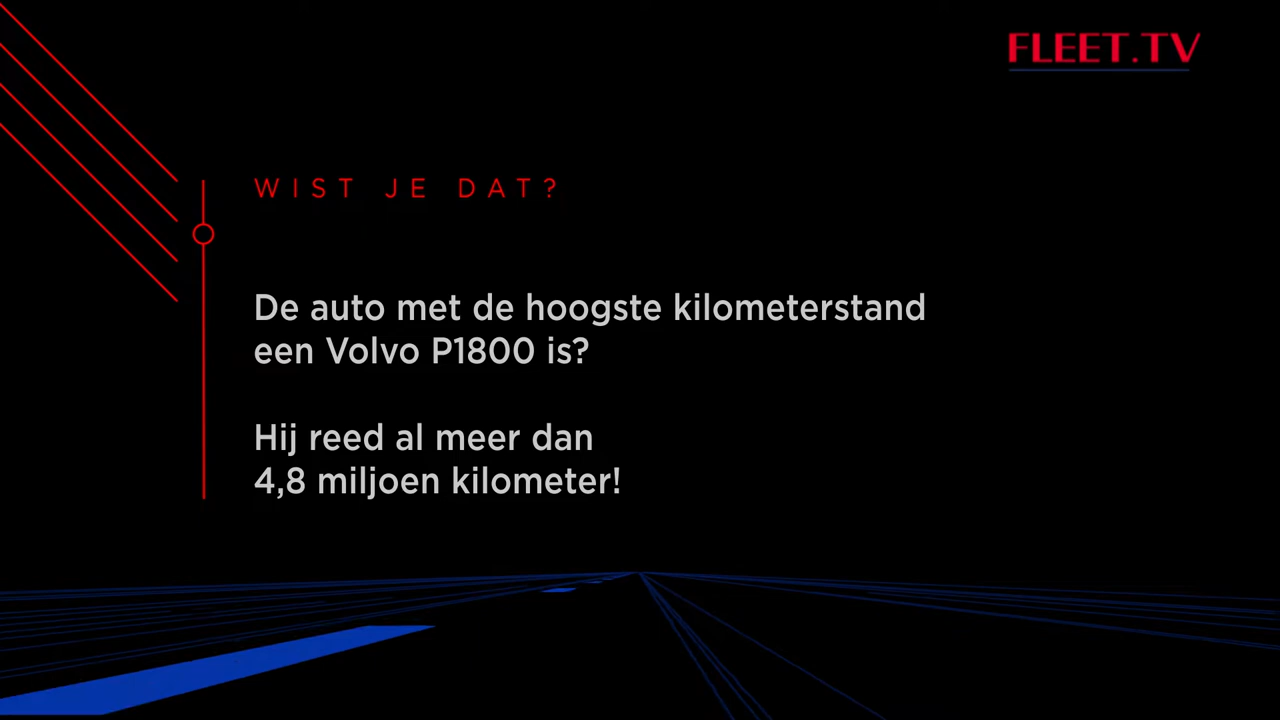 FLEET.TV
WIST JE DAT?
De auto met de hoogste kilometerstand
een Volvo P1800 is?
Hij reed al meer dan
4,8 miljoen kilometer!